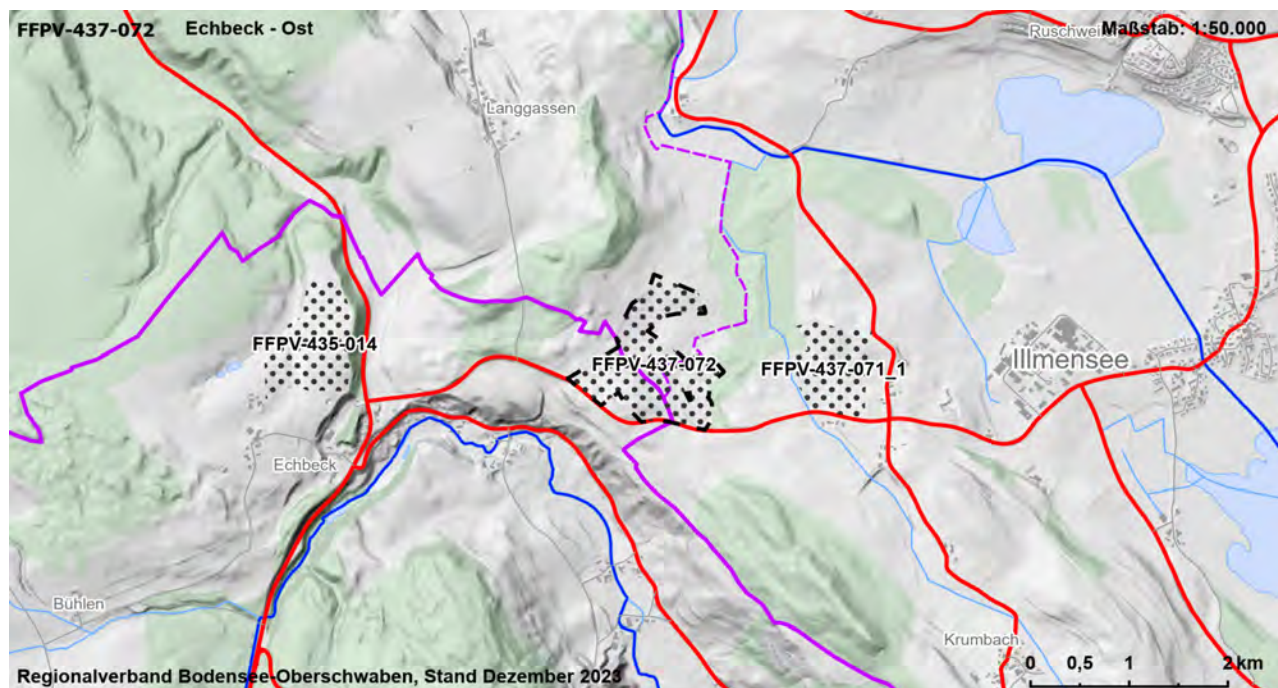 FFPV-437-072 Echbeck - Ost
Maßstab: 1:50.000
Langgassen
FFPV-435-014
FFPV-437-072
FFPV-437-071_1
Illmensee
Echbeck
Bühlen
Krumbach
0 0,5 1 2 km
Regionalverband Bodensee-Oberschwaben, Stand Dezember 2023